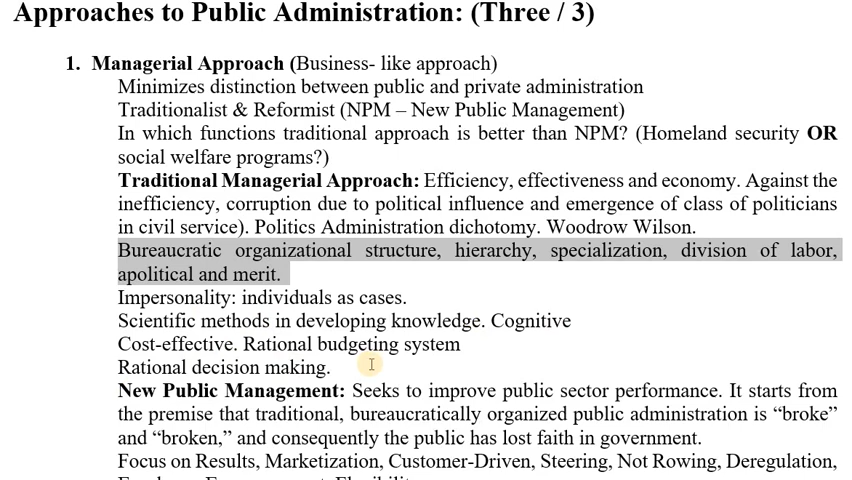 Approaches to Public Administration: (Three / 3)
1. Managerial Approach (Business- like approach)
Minimizes distinction between public and private administration
Traditionalist & Reformist (NPM – New Public Management)
In which functions traditional approach is better than NPM? (Homeland security OR
social welfare programs?)
Traditional Managerial Approach: Efficiency, effectiveness and economy. Against the
inefficiency, corruption due to political influence and emergence of class of politicians
in civil service). Politics Administration dichotomy. Woodrow Wilson.
Bureaucratic organizational structure, hierarchy, specialization, division of labor,
apolitical and merit.
Impersonality: individuals as cases.
Scientific methods in developing knowledge. Cognitive
Cost-effective. Rational budgeting system
Rational decision making.
New Public Management: Seeks to improve public sector performance. It starts from
the premise that traditional, bureaucratically organized public administration is “broke”
and “broken,” and consequently the public has lost faith in government.
Focus on Results, Marketization, Customer-Driven, Steering, Not Rowing, Deregulation,